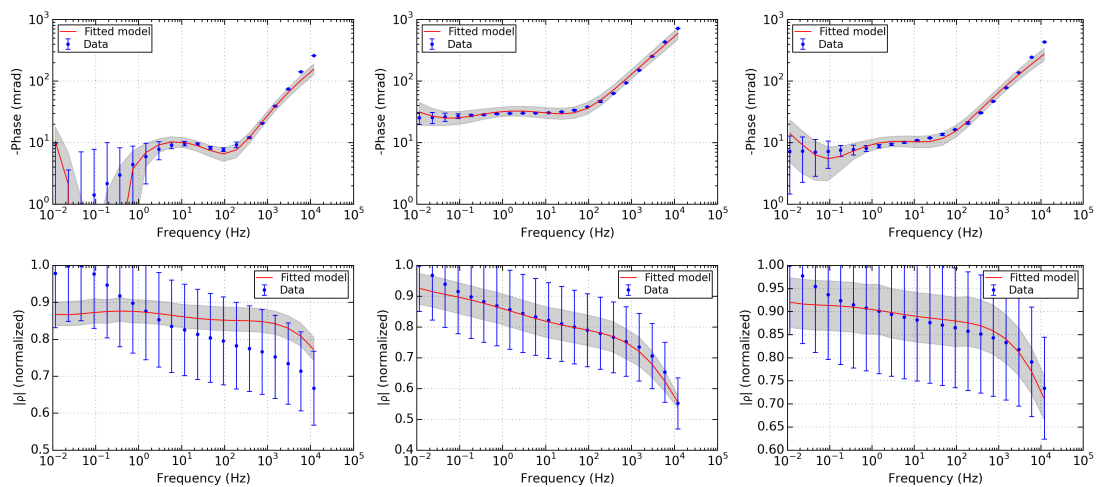 10³
10²
10¹
10⁰
-Phase (mrad)
Fitted model
Data
10⁻² 10⁻¹ 10⁰ 10¹ 10² 10³ 10⁴ 10⁵
Frequency (Hz)
10³
10²
10¹
10⁰
-Phase (mrad)
Fitted model
Data
10⁻² 10⁻¹ 10⁰ 10¹ 10² 10³ 10⁴ 10⁵
Frequency (Hz)
10³
10²
10¹
10⁰
-Phase (mrad)
Fitted model
Data
10⁻² 10⁻¹ 10⁰ 10¹ 10² 10³ 10⁴ 10⁵
Frequency (Hz)
1.0
0.9
0.8
0.7
0.6
0.5
|ρ| (normalized)
Fitted model
Data
10⁻² 10⁻¹ 10⁰ 10¹ 10² 10³ 10⁴ 10⁵
Frequency (Hz)
1.0
0.9
0.8
0.7
0.6
0.5
0.4
|ρ| (normalized)
Fitted model
Data
10⁻² 10⁻¹ 10⁰ 10¹ 10² 10³ 10⁴ 10⁵
Frequency (Hz)
1.00
0.95
0.90
0.85
0.80
0.75
0.70
0.65
0.60
|ρ| (normalized)
Fitted model
Data
10⁻² 10⁻¹ 10⁰ 10¹ 10² 10³ 10⁴ 10⁵
Frequency (Hz)